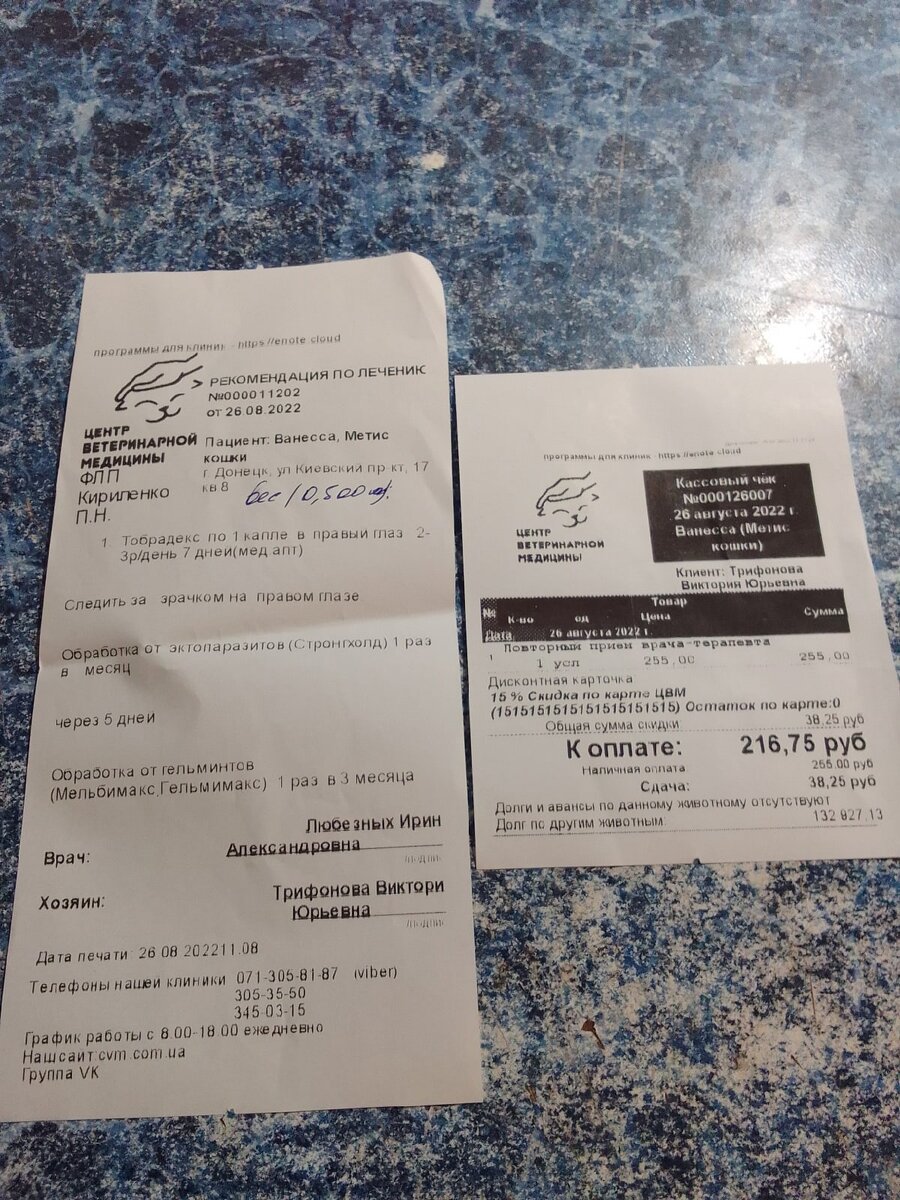 программы для клиник - https://enote.cloud
РЕКОМЕНДАЦИЯ ПО ЛЕЧЕНИЮ
№000011202
от 26.08.2022
ЦЕНТР
ВЕТЕРИНАРНОЙ
МЕДИЦИНЫ
ФЛП
Кириленко
П.Н.
Пациент: Ванесса, Метис
кошки
г. Донецк, ул Киевский пр-кт, 17
кв.8
вес 0,500
1. Тобрадекс по 1 капле в правый глаз 2-
3р/день 7 дней(мед апт)
Следить за зрачком на правом глазе
Обработка от эктопаразитов (Стронгхолд) 1 раз
в месяц
через 5 дней
Обработка от гельминтов
(Мельбимакс,Гельмимакс) 1 раз в 3 месяца
Врач:
Любезных Ирин
Александровна
/подпис
Хозяин:
Трифонова Виктори
Юрьевна
/подпис
Дата печати: 26.08.202211:08
Телефоны нашей клиники 071-305-81-87 (viber)
305-35-50
345-03-15
График работы с 8.00-18.00 ежедневно
Наш сайт cvm.com.ua
Группа VK
программы для клиник - https://enote.cloud
ЦЕНТР
ВЕТЕРИНАРНОЙ
МЕДИЦИНЫ
Кассовый чек
№000126007
26 августа 2022 г.
Ванесса (Метис
кошки)
Клиент: Трифонова
Виктория Юрьевна
№ Товар
К-во ед Цена Сумма
Дата 26 августа 2022 г.
1 Повторный прием врача-терапевта
1 усл 255,00 255,00
Дисконтная карточка
15 % Скидка по карте ЦВМ
(1515151515151515151515) Остаток по карте:0
Общая сумма скидки 38,25 руб
К оплате: 216,75 руб
Наличная оплата: 255.00 руб
Сдача: 38,25 руб
Долги и авансы по данному животному отсутствуют
Долг по другим животным: 132 827,13